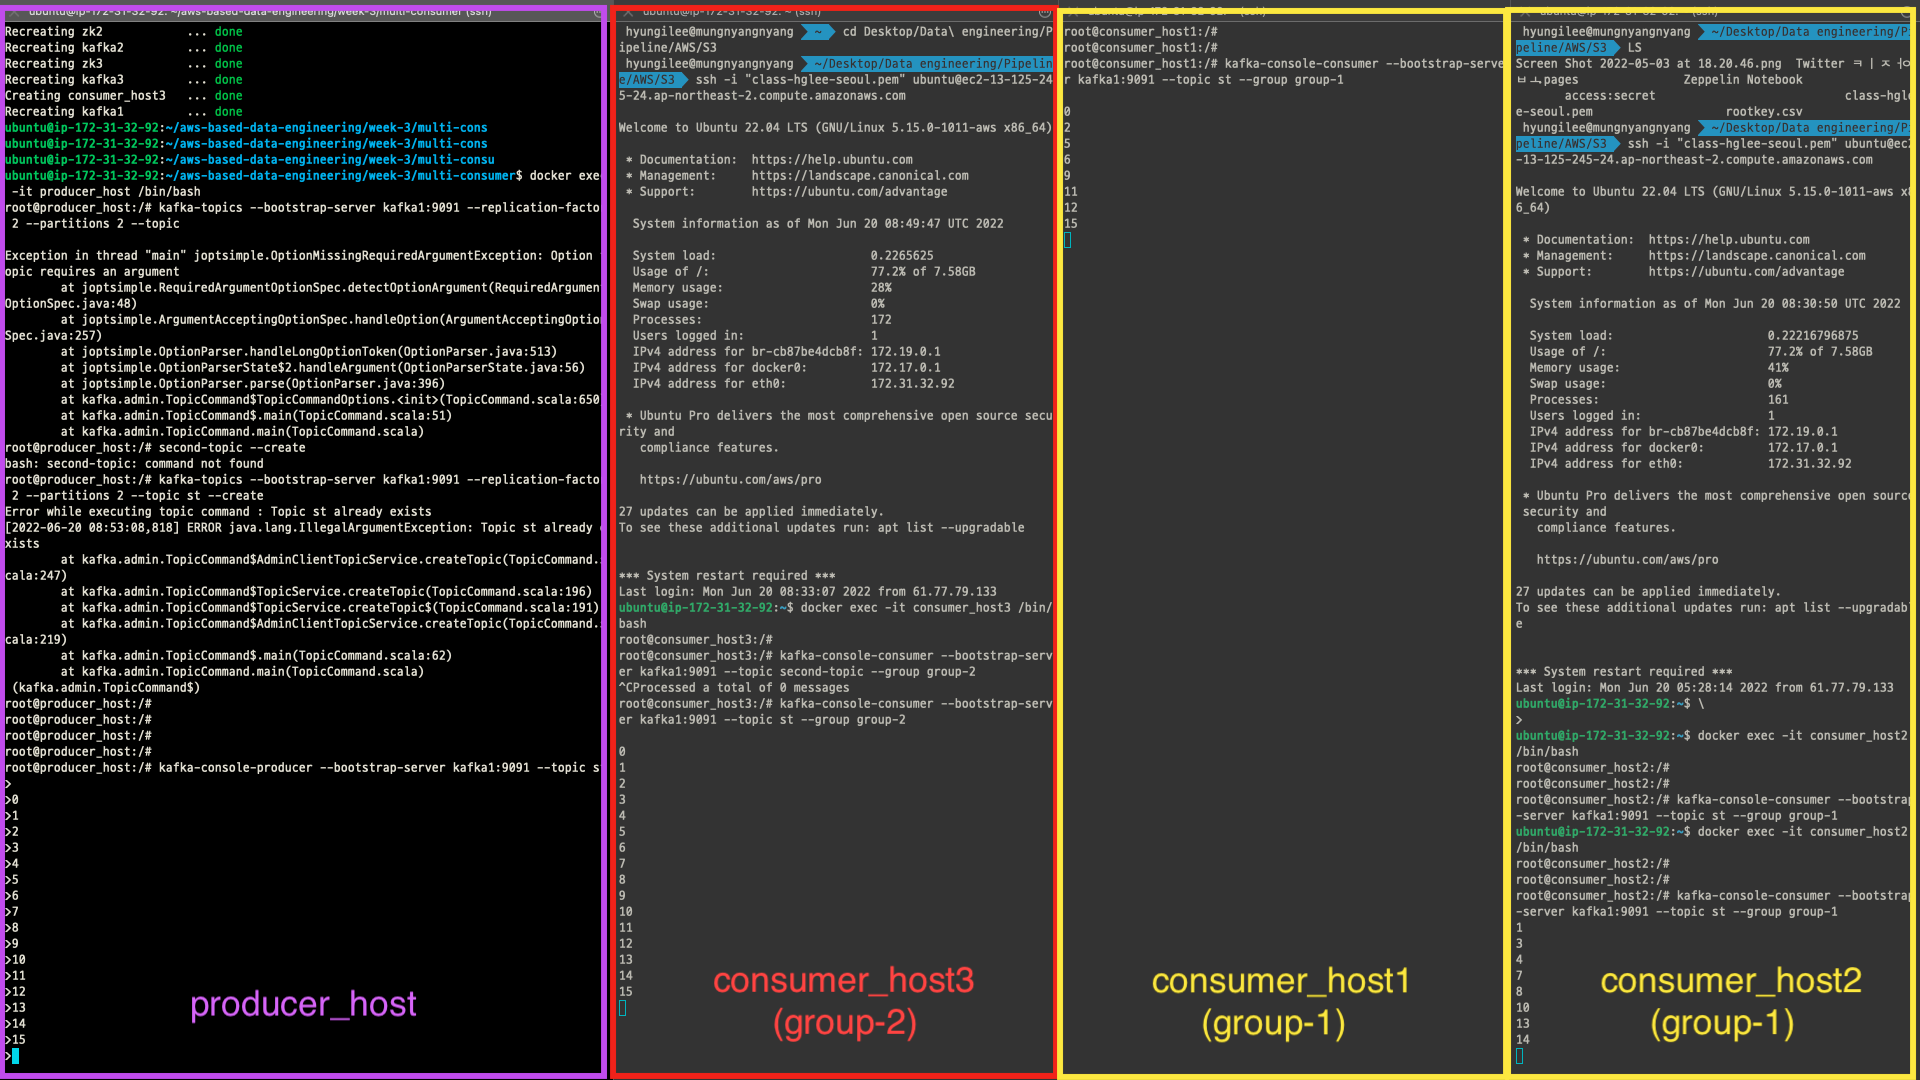 ubuntu@ip-172-31-32-92: ~/aws-based-data-engineering/week-3/multi-consumer (ssh)
Recreating zk2 ... done
Recreating kafka2 ... done
Recreating zk3 ... done
Recreating kafka3 ... done
Creating consumer_host3 ... done
Recreating kafka1 ... done
ubuntu@ip-172-31-32-92:~/aws-based-data-engineering/week-3/multi-cons
ubuntu@ip-172-31-32-92:~/aws-based-data-engineering/week-3/multi-cons
ubuntu@ip-172-31-32-92:~/aws-based-data-engineering/week-3/multi-consu
ubuntu@ip-172-31-32-92:~/aws-based-data-engineering/week-3/multi-consumer$ docker exe
-it producer_host /bin/bash
root@producer_host:/# kafka-topics --bootstrap-server kafka1:9091 --replication-facto
2 --partitions 2 --topic
Exception in thread "main" joptsimple.OptionMissingRequiredArgumentException: Option
opic requires an argument
at joptsimple.RequiredArgumentOptionSpec.detectOptionArgument(RequiredArgumen
OptionSpec.java:48)
at joptsimple.ArgumentAcceptingOptionSpec.handleOption(ArgumentAcceptingOptio
Spec.java:257)
at joptsimple.OptionParser.handleLongOptionToken(OptionParser.java:513)
at joptsimple.OptionParserState$2.handleArgument(OptionParserState.java:56)
at joptsimple.OptionParser.parse(OptionParser.java:396)
at kafka.admin.TopicCommand$TopicCommandOptions.<init>(TopicCommand.scala:650
at kafka.admin.TopicCommand$.main(TopicCommand.scala:51)
at kafka.admin.TopicCommand.main(TopicCommand.scala)
root@producer_host:/# second-topic --create
bash: second-topic: command not found
root@producer_host:/# kafka-topics --bootstrap-server kafka1:9091 --replication-facto
2 --partitions 2 --topic st --create
Error while executing topic command : Topic st already exists
[2022-06-20 08:53:08,818] ERROR java.lang.IllegalArgumentException: Topic st already e
xists
at kafka.admin.TopicCommand$AdminClientTopicService.createTopic(TopicCommand.s
cala:247)
at kafka.admin.TopicCommand$TopicService.createTopic(TopicCommand.scala:196)
at kafka.admin.TopicCommand$TopicService.createTopic$(TopicCommand.scala:191)
at kafka.admin.TopicCommand$AdminClientTopicService.createTopic(TopicCommand.s
cala:219)
at kafka.admin.TopicCommand$.main(TopicCommand.scala:62)
at kafka.admin.TopicCommand.main(TopicCommand.scala)
(kafka.admin.TopicCommand$)
root@producer_host:/#
root@producer_host:/#
root@producer_host:/#
root@producer_host:/#
root@producer_host:/# kafka-console-producer --bootstrap-server kafka1:9091 --topic s
>
>0
>1
>2
>3
>4
>5
>6
>7
>8
>9
>10
>11
>12
>13
>14
>15
>
producer_host
ubuntu@ip-172-31-32-92: ~ (ssh)
hyungilee@mungnyangnyang ~ cd Desktop/Data\ engineering/P
ipeline/AWS/S3
hyungilee@mungnyangnyang ~/Desktop/Data engineering/Pipelin
e/AWS/S3 ssh -i "class-hglee-seoul.pem" ubuntu@ec2-13-125-24
5-24.ap-northeast-2.compute.amazonaws.com
Welcome to Ubuntu 22.04 LTS (GNU/Linux 5.15.0-1011-aws x86_64)
* Documentation: https://help.ubuntu.com
* Management: https://landscape.canonical.com
* Support: https://ubuntu.com/advantage
System information as of Mon Jun 20 08:49:47 UTC 2022
System load: 0.2265625
Usage of /: 77.2% of 7.58GB
Memory usage: 28%
Swap usage: 0%
Processes: 172
Users logged in: 1
IPv4 address for br-cb87be4dcb8f: 172.19.0.1
IPv4 address for docker0: 172.17.0.1
IPv4 address for eth0: 172.31.32.92
* Ubuntu Pro delivers the most comprehensive open source secu
rity and
compliance features.
https://ubuntu.com/aws/pro
27 updates can be applied immediately.
To see these additional updates run: apt list --upgradable
*** System restart required ***
Last login: Mon Jun 20 08:33:07 2022 from 61.77.79.133
ubuntu@ip-172-31-32-92:~$ docker exec -it consumer_host3 /bin/
bash
root@consumer_host3:/#
root@consumer_host3:/# kafka-console-consumer --bootstrap-serv
er kafka1:9091 --topic second-topic --group group-2
^CProcessed a total of 0 messages
root@consumer_host3:/# kafka-console-consumer --bootstrap-serv
er kafka1:9091 --topic st --group group-2
0
1
2
3
4
5
6
7
8
9
10
11
12
13
14
15
consumer_host3
(group-2)
root@consumer_host1:/#
root@consumer_host1:/#
root@consumer_host1:/# kafka-console-consumer --bootstrap-serve
r kafka1:9091 --topic st --group group-1
0
2
5
6
9
11
12
15
consumer_host1
(group-1)
hyungilee@mungnyangnyang ~/Desktop/Data engineering/Pi
peline/AWS/S3 LS
Screen Shot 2022-05-03 at 18.20.46.png Twitter ㅋㅣㅈㅓ
ㅂㅗ.pages Zeppelin Notebook
access:secret class-hgl
e-seoul.pem rootkey.csv
hyungilee@mungnyangnyang ~/Desktop/Data engineering/Pi
peline/AWS/S3 ssh -i "class-hglee-seoul.pem" ubuntu@ec2
-13-125-245-24.ap-northeast-2.compute.amazonaws.com
Welcome to Ubuntu 22.04 LTS (GNU/Linux 5.15.0-1011-aws x8
6_64)
* Documentation: https://help.ubuntu.com
* Management: https://landscape.canonical.com
* Support: https://ubuntu.com/advantage
System information as of Mon Jun 20 08:30:50 UTC 2022
System load: 0.22216796875
Usage of /: 77.2% of 7.58GB
Memory usage: 41%
Swap usage: 0%
Processes: 161
Users logged in: 1
IPv4 address for br-cb87be4dcb8f: 172.19.0.1
IPv4 address for docker0: 172.17.0.1
IPv4 address for eth0: 172.31.32.92
* Ubuntu Pro delivers the most comprehensive open source
security and
compliance features.
https://ubuntu.com/aws/pro
27 updates can be applied immediately.
To see these additional updates run: apt list --upgradabl
e
*** System restart required ***
Last login: Mon Jun 20 05:28:14 2022 from 61.77.79.133
ubuntu@ip-172-31-32-92:~$ \
>
ubuntu@ip-172-31-32-92:~$ docker exec -it consumer_host2
/bin/bash
root@consumer_host2:/#
root@consumer_host2:/#
root@consumer_host2:/# kafka-console-consumer --bootstrap
-server kafka1:9091 --topic st --group group-1
ubuntu@ip-172-31-32-92:~$ docker exec -it consumer_host2
/bin/bash
root@consumer_host2:/#
root@consumer_host2:/#
root@consumer_host2:/# kafka-console-consumer --bootstrap
-server kafka1:9091 --topic st --group group-1
1
3
4
7
8
10
13
14
consumer_host2
(group-1)